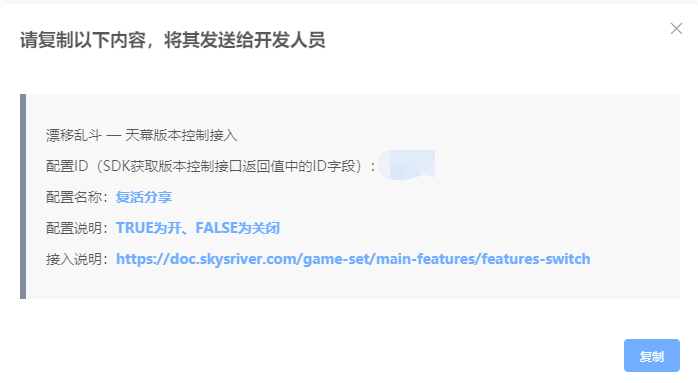 请复制以下内容，将其发送给开发人员
漂移乱斗 — 天幕版本控制接入
配置ID（SDK获取版本控制接口返回值中的ID字段）：
配置名称：复活分享
配置说明：TRUE为开、FALSE为关闭
接入说明：https://doc.skysriver.com/game-set/main-features/features-switch
复制